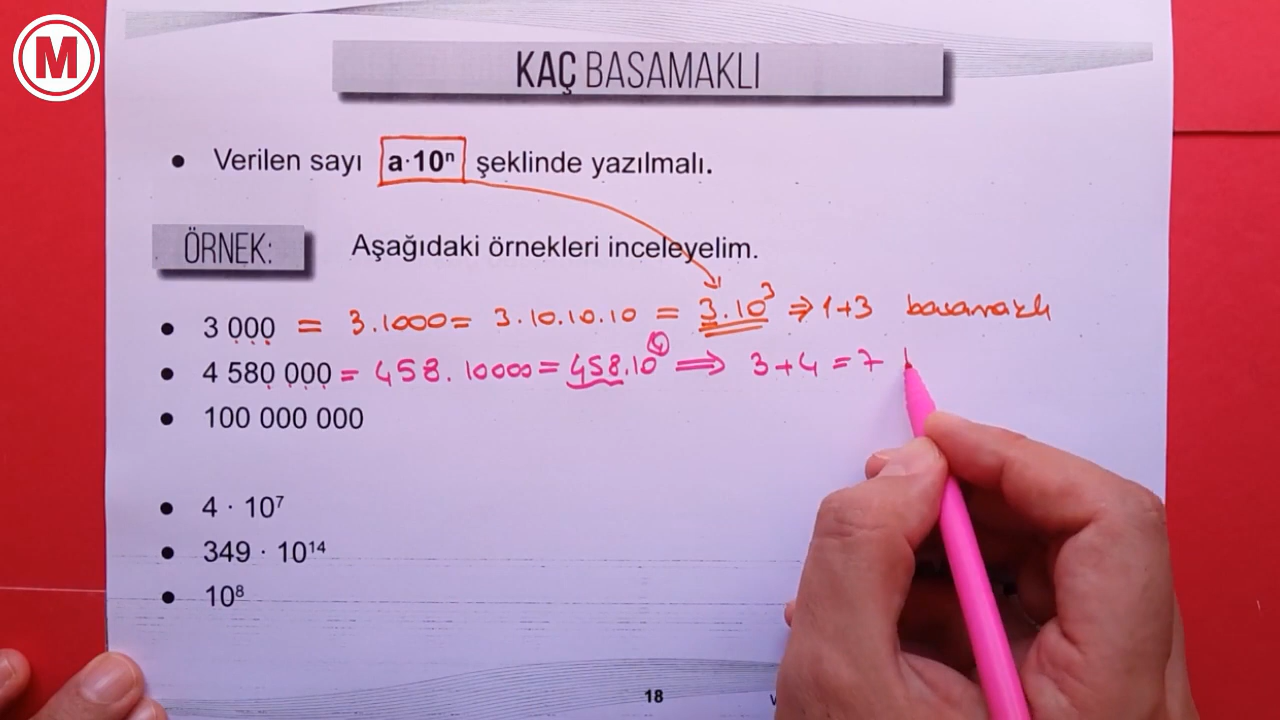 M
KAÇ BASAMAKLI
• Verilen sayı a·10ⁿ şeklinde yazılmalı.
ÖRNEK: Aşağıdaki örnekleri inceleyelim.
• 3 000 = 3.1000 = 3.10.10.10 = 3.10³ ⇒ 1+3 basamaklı
• 4 580 000 = 458.10000 = 458.10⁴ ⇒ 3+4 = 7
• 100 000 000
• 4 · 10⁷
• 349 · 10¹⁴
• 10⁸
18